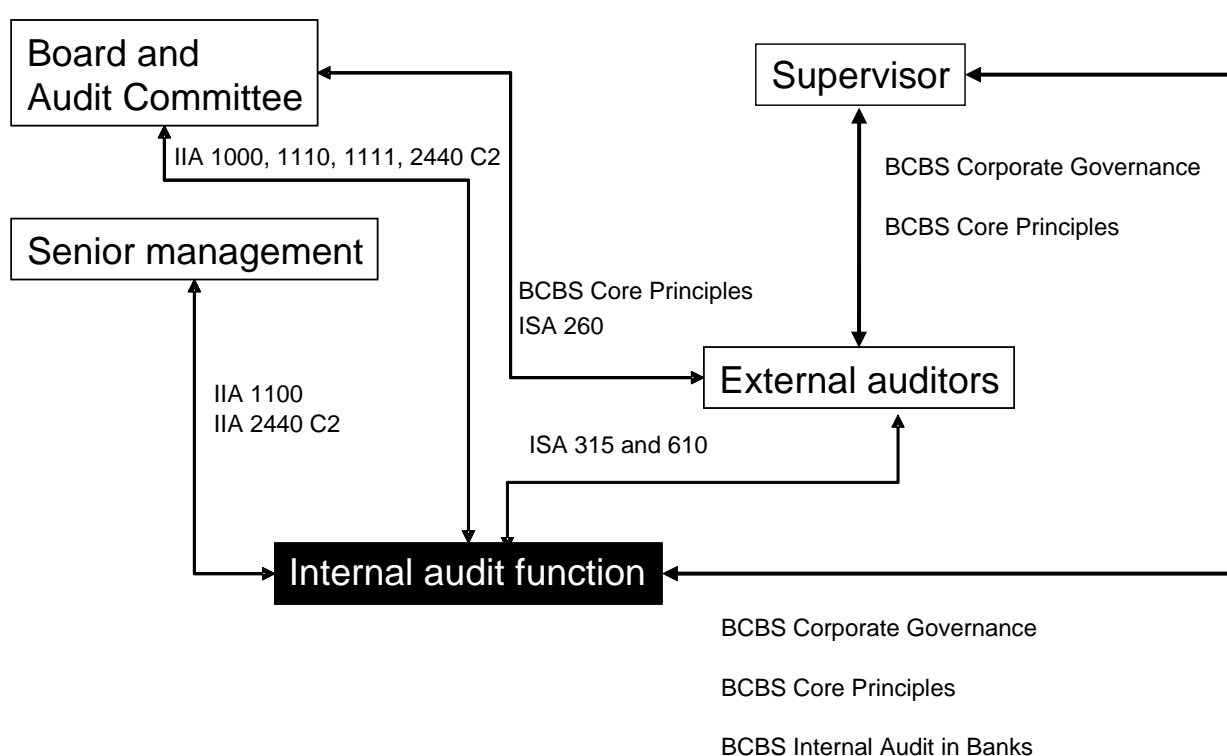 Board and
Audit Committee
Supervisor
IIA 1000, 1110, 1111, 2440 C2
BCBS Corporate Governance
BCBS Core Principles
Senior management
BCBS Core Principles
ISA 260
External auditors
IIA 1100
IIA 2440 C2
ISA 315 and 610
Internal audit function
BCBS Corporate Governance
BCBS Core Principles
BCBS Internal Audit in Banks